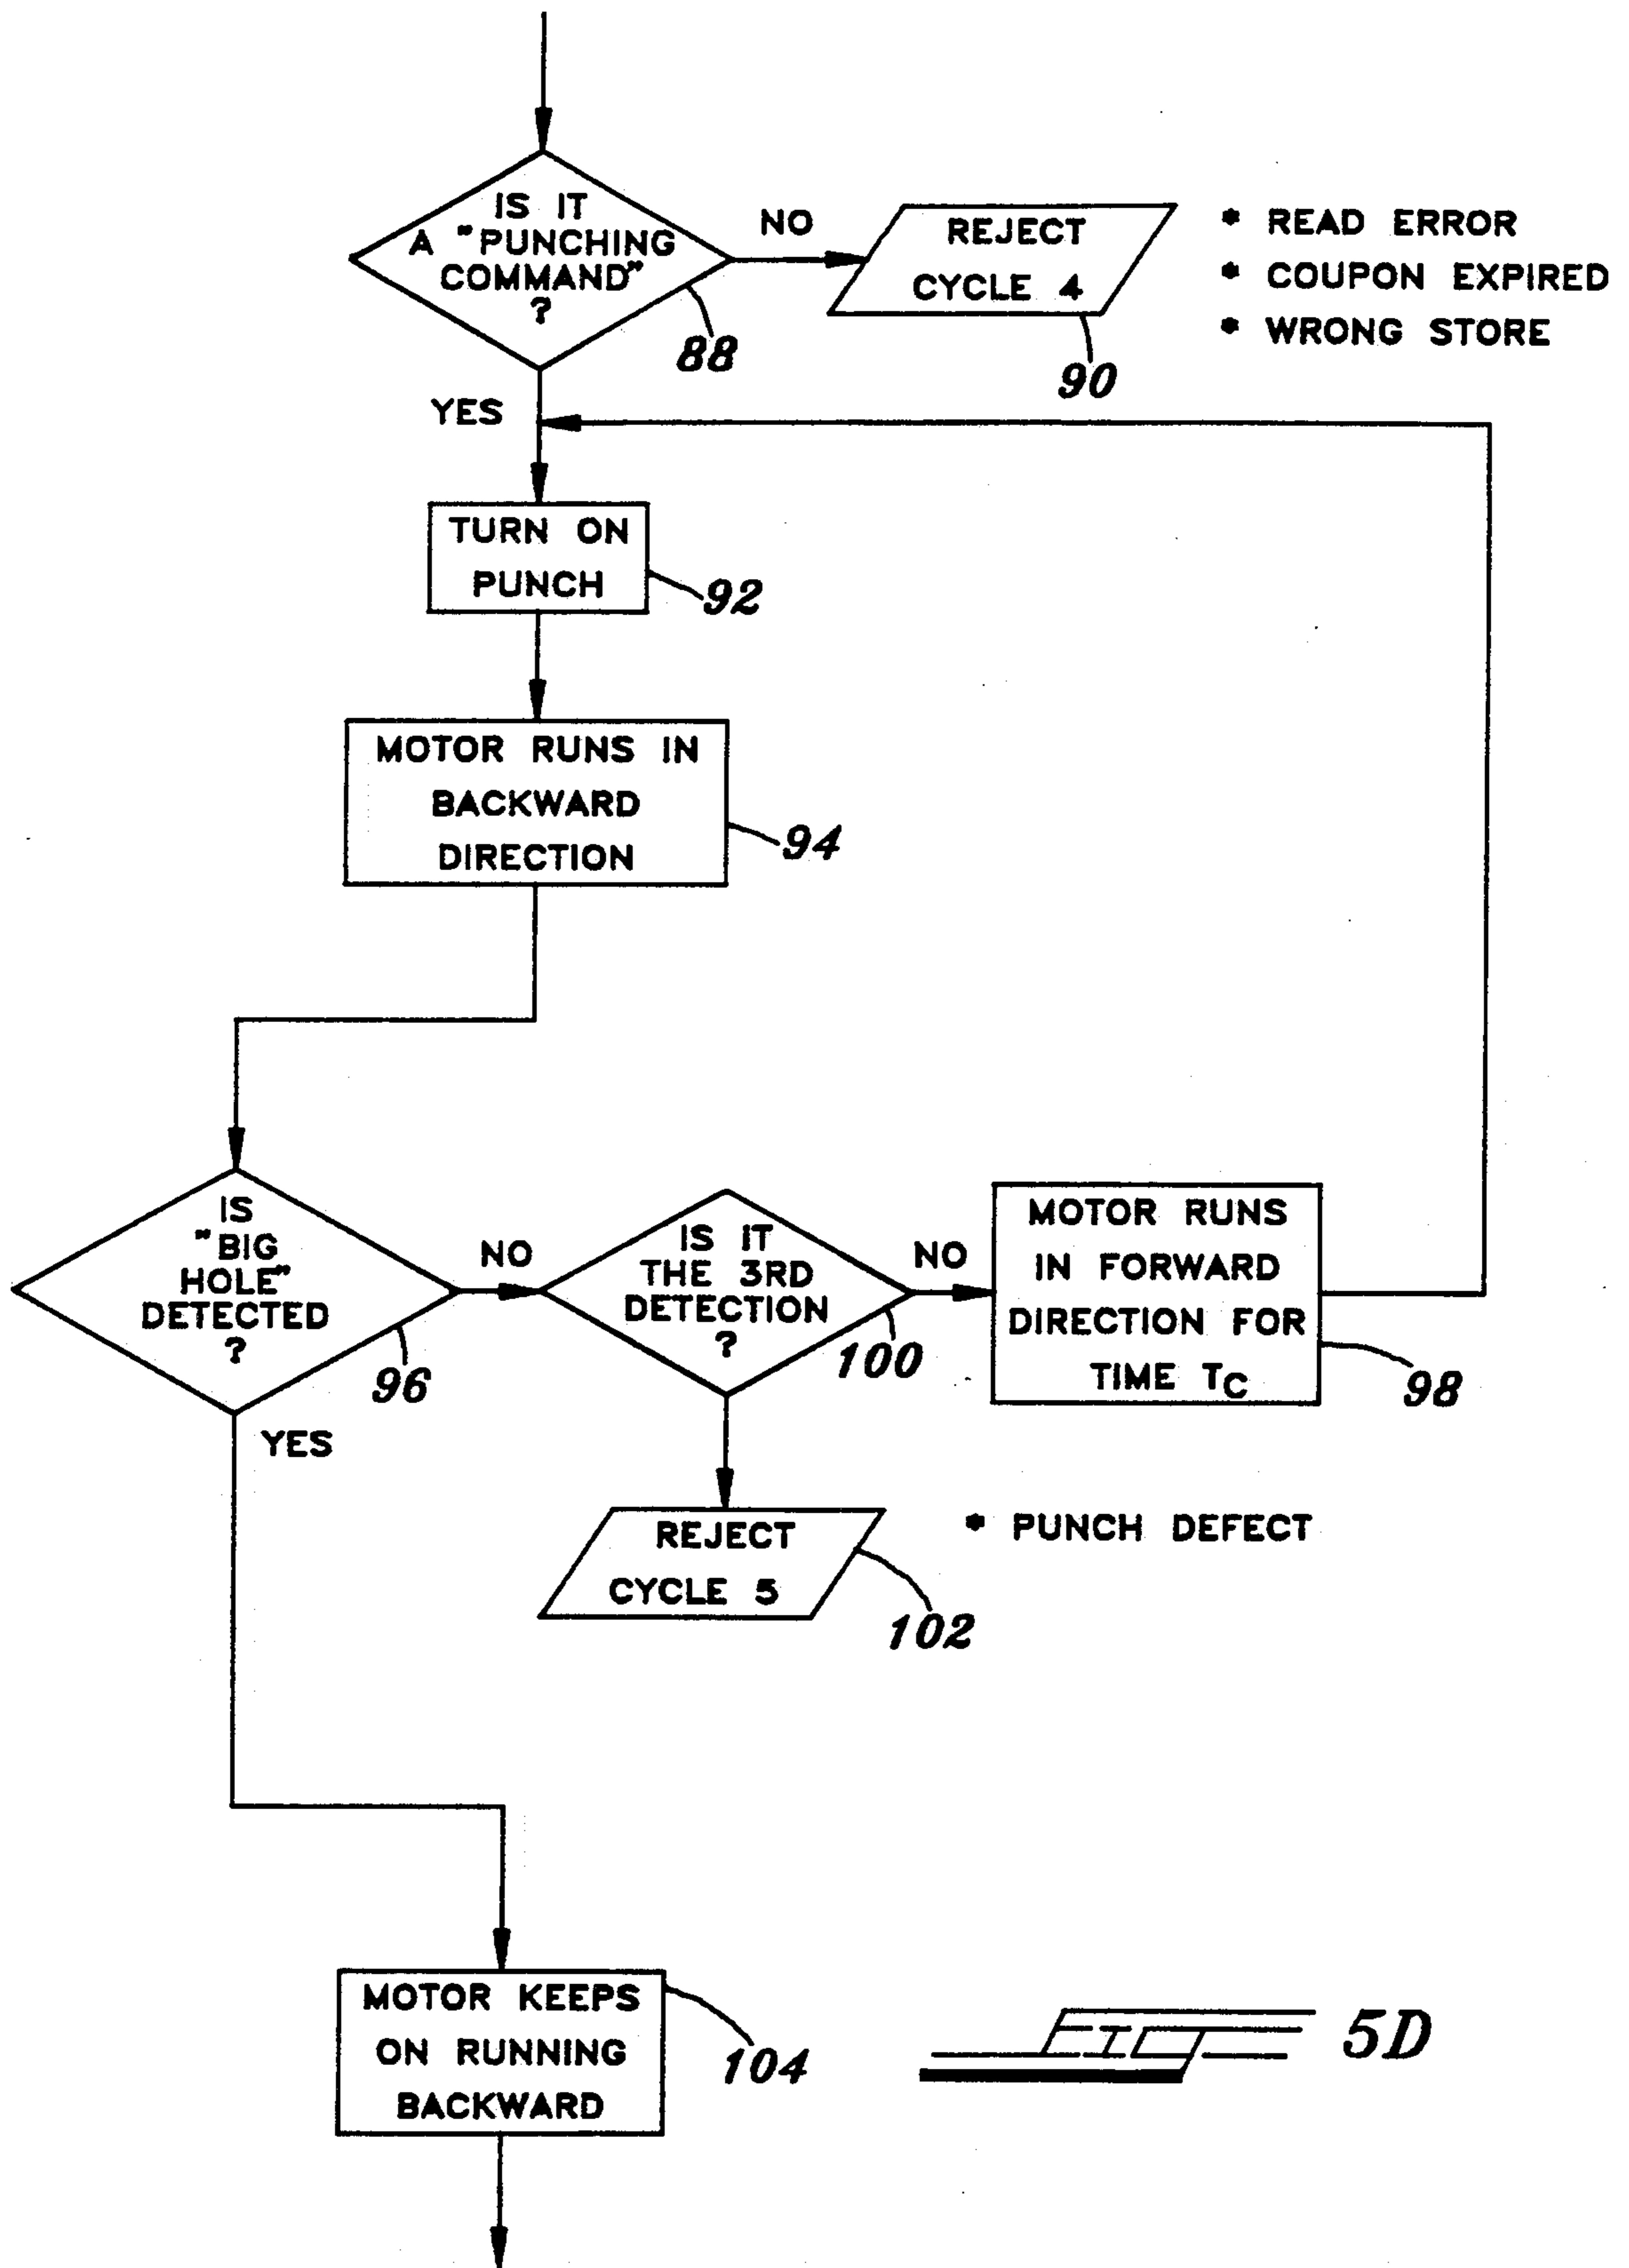 IS IT
A "PUNCHING
COMMAND"
?
88
NO
REJECT
CYCLE 4
90
* READ ERROR
* COUPON EXPIRED
* WRONG STORE
YES
TURN ON
PUNCH
92
MOTOR RUNS IN
BACKWARD
DIRECTION
94
IS
"BIG
HOLE"
DETECTED
?
96
NO
IS IT
THE 3RD
DETECTION
?
100
NO
MOTOR RUNS
IN FORWARD
DIRECTION FOR
TIME TC
98
YES
REJECT
CYCLE 5
102
* PUNCH DEFECT
MOTOR KEEPS
ON RUNNING
BACKWARD
104
FIG 5D